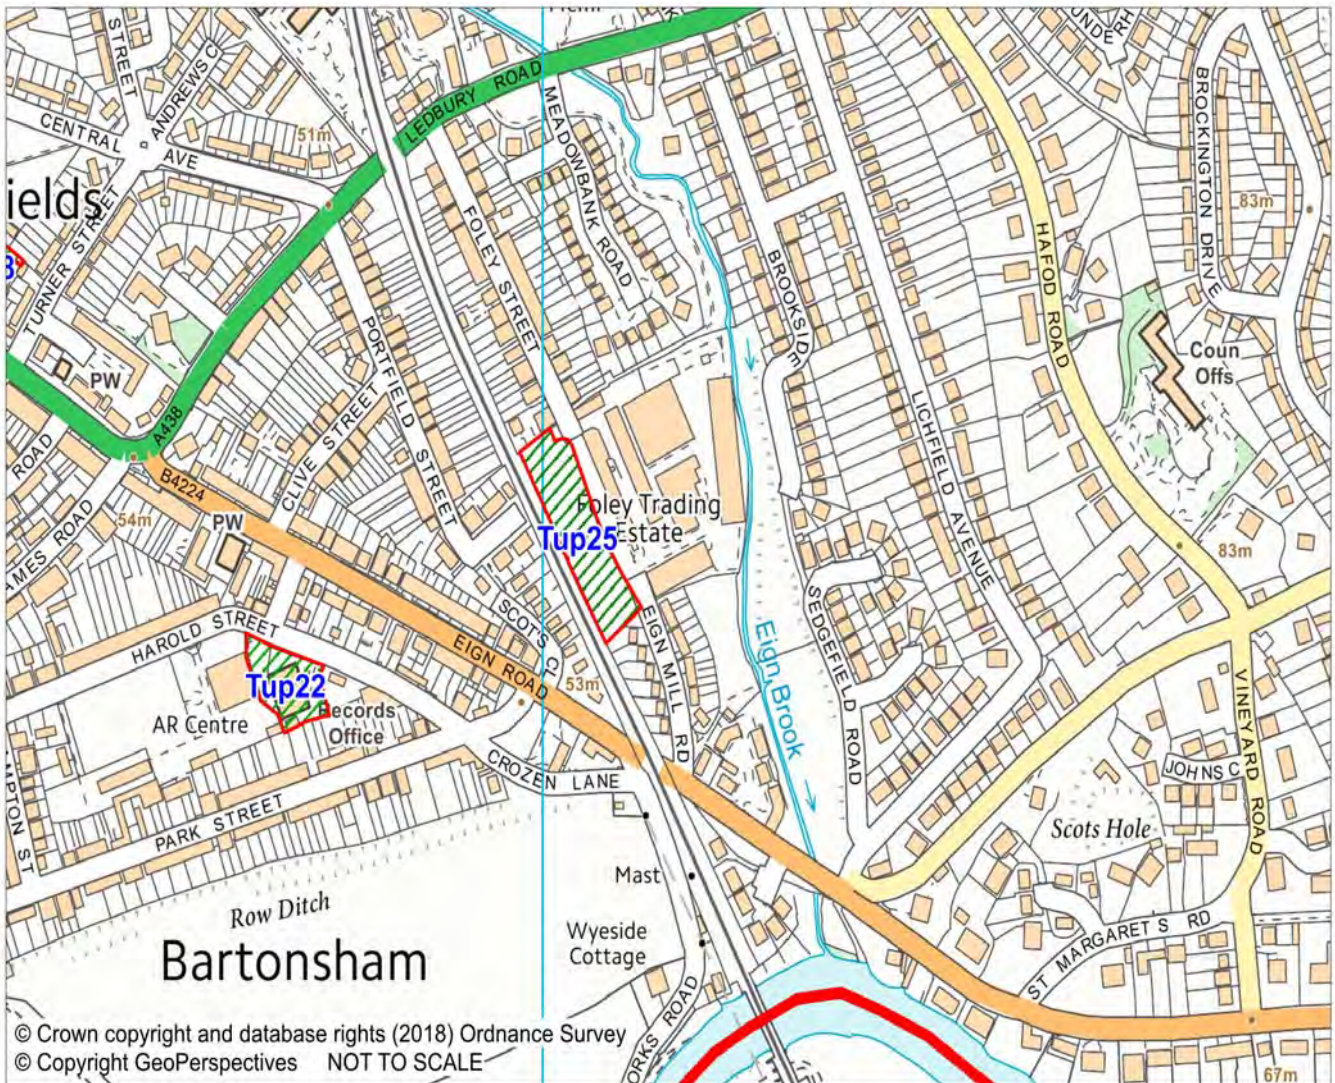 STREET
ANDREWS C
CENTRAL AVE
51m
LEDBURY ROAD
MEADOWBANK ROAD
BROCKINGTON DRIVE
83m
ields
TURNER STREET
FOLEY STREET
HAFOD ROAD
BROOKSIDE
PORTFIELD STREET
PW
Coun
Offs
A438
ROAD
CLIVE STREET
LICHFIELD AVENUE
B4224
54m
PW
AMES ROAD
Foley Trading
Estate
Tup25
83m
HAROLD STREET
SCOT'S CL
EIGN ROAD
53m
EIGN MILL RD
Eign Brook
SEDGEFIELD ROAD
VINEYARD ROAD
Tup22
AR Centre
Records
Office
CROZEN LANE
JOHNS C
MPTON ST
PARK STREET
Scots Hole
Mast
Row Ditch
Wyeside
Cottage
ST MARGARET S RD
Bartonsham
ORKS ROAD
© Crown copyright and database rights (2018) Ordnance Survey
© Copyright GeoPerspectives NOT TO SCALE
67m